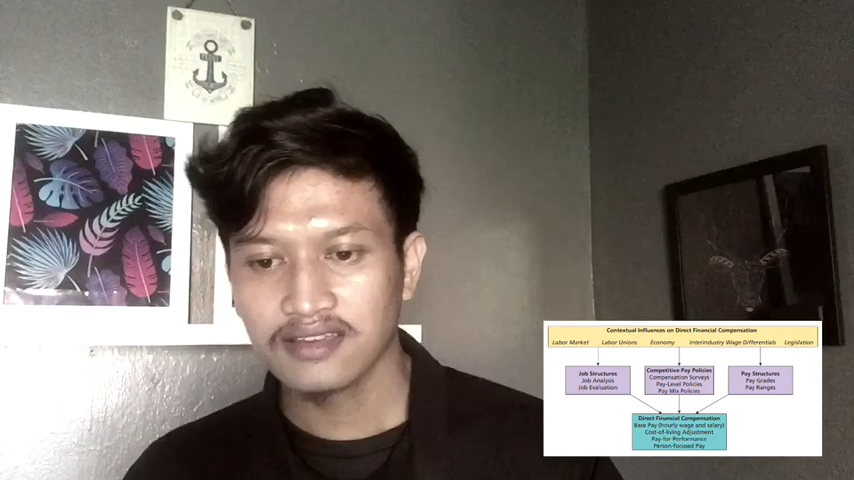 Contextual Influences on Direct Financial Compensation
Labor Market Labor Unions Economy Interindustry Wage Differentials Legislation
Job Structures
Job Analysis
Job Evaluation
Competitive Pay Policies
Compensation Surveys
Pay-Level Policies
Pay Mix Policies
Pay Structures
Pay Grades
Pay Ranges
Direct Financial Compensation
Base Pay (hourly wage and salary)
Cost-of-living Adjustment
Pay for Performance
Person-focused Pay